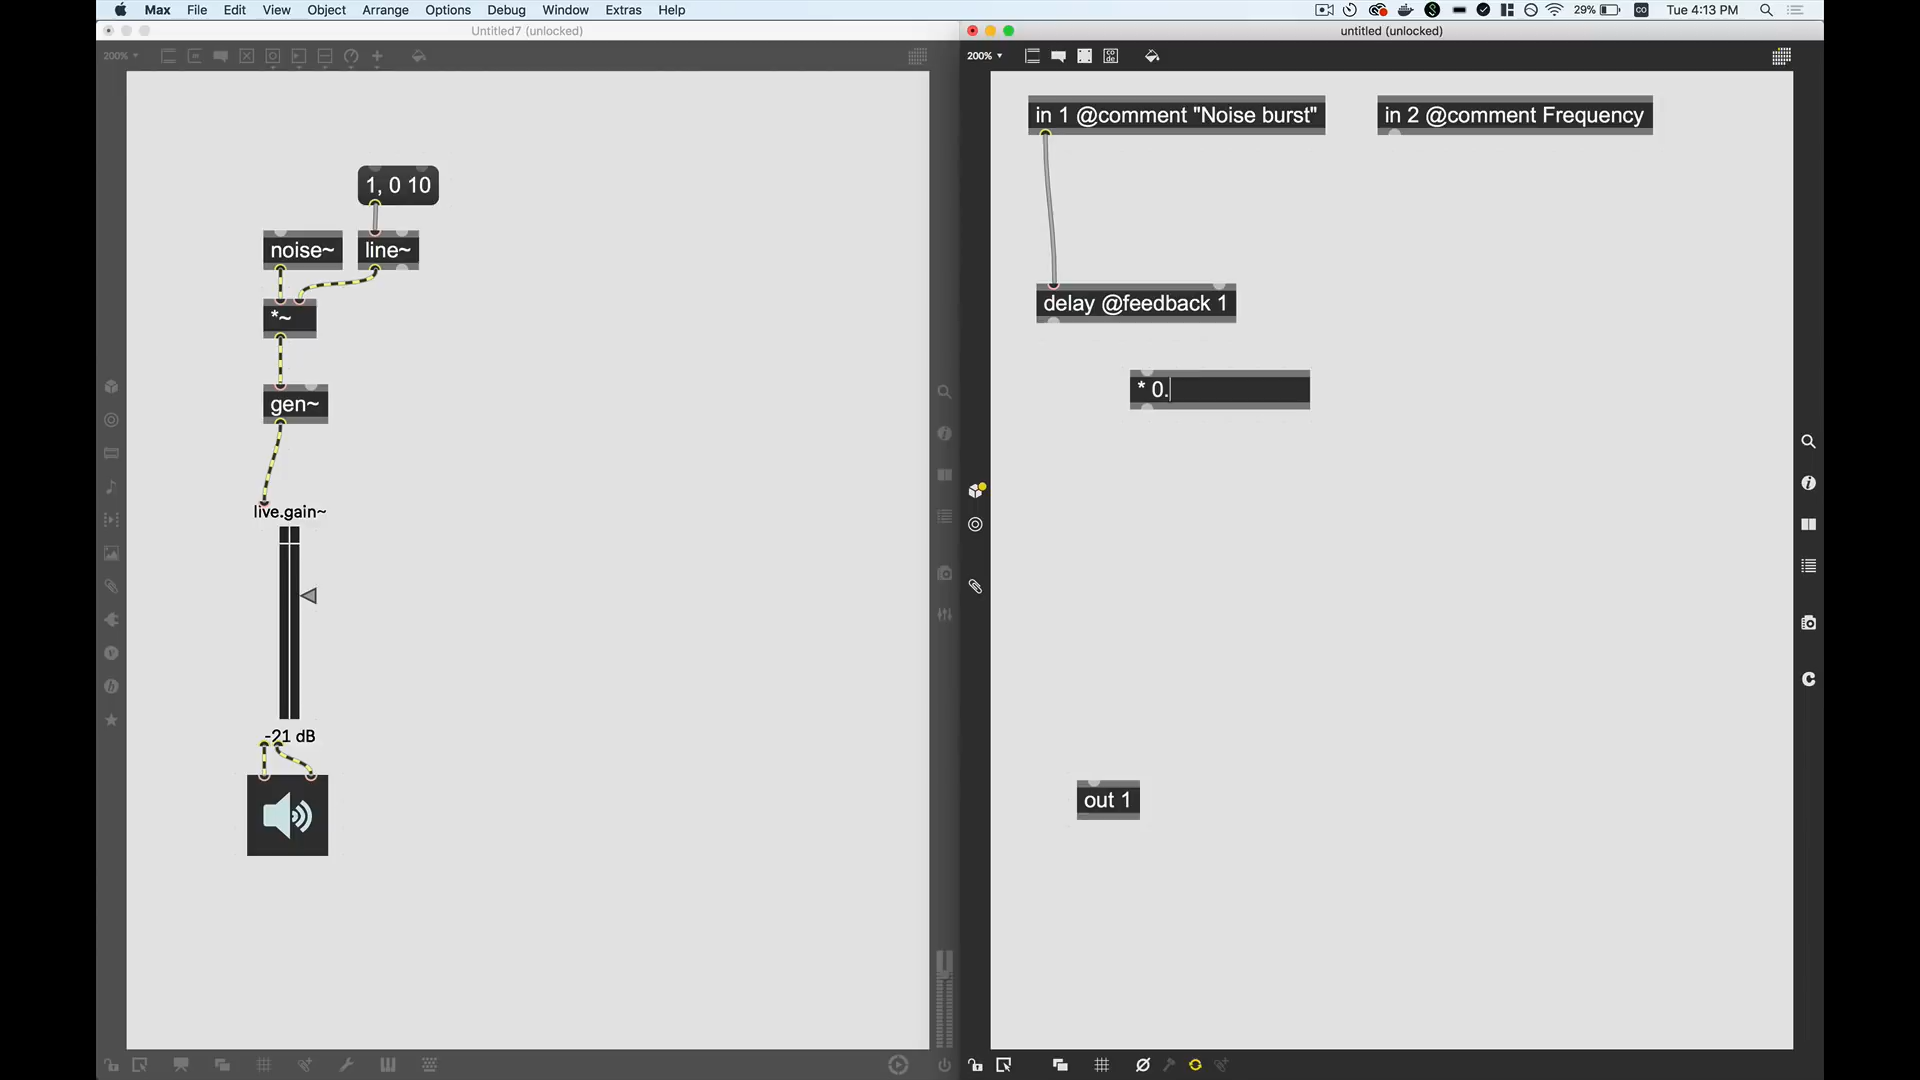 Max File Edit View Object Arrange Options Debug Window Extras Help
29% Tue 4:13 PM
Untitled7 (unlocked)
200%
1, 0 10
noise~ line~
*~
gen~
live.gain~
-21 dB
untitled (unlocked)
200%
in 1 @comment "Noise burst" in 2 @comment Frequency
delay @feedback 1
* 0.
out 1